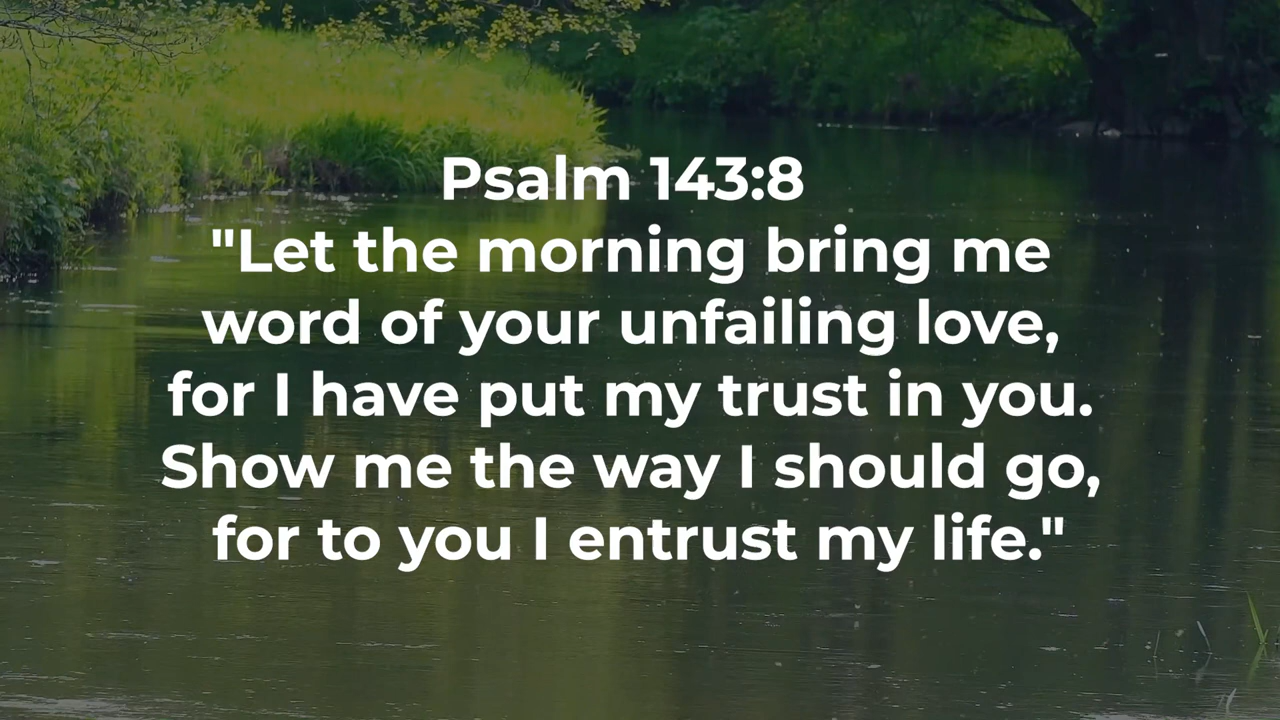 Psalm 143:8
"Let the morning bring me
word of your unfailing love,
for I have put my trust in you.
Show me the way I should go,
for to you I entrust my life."